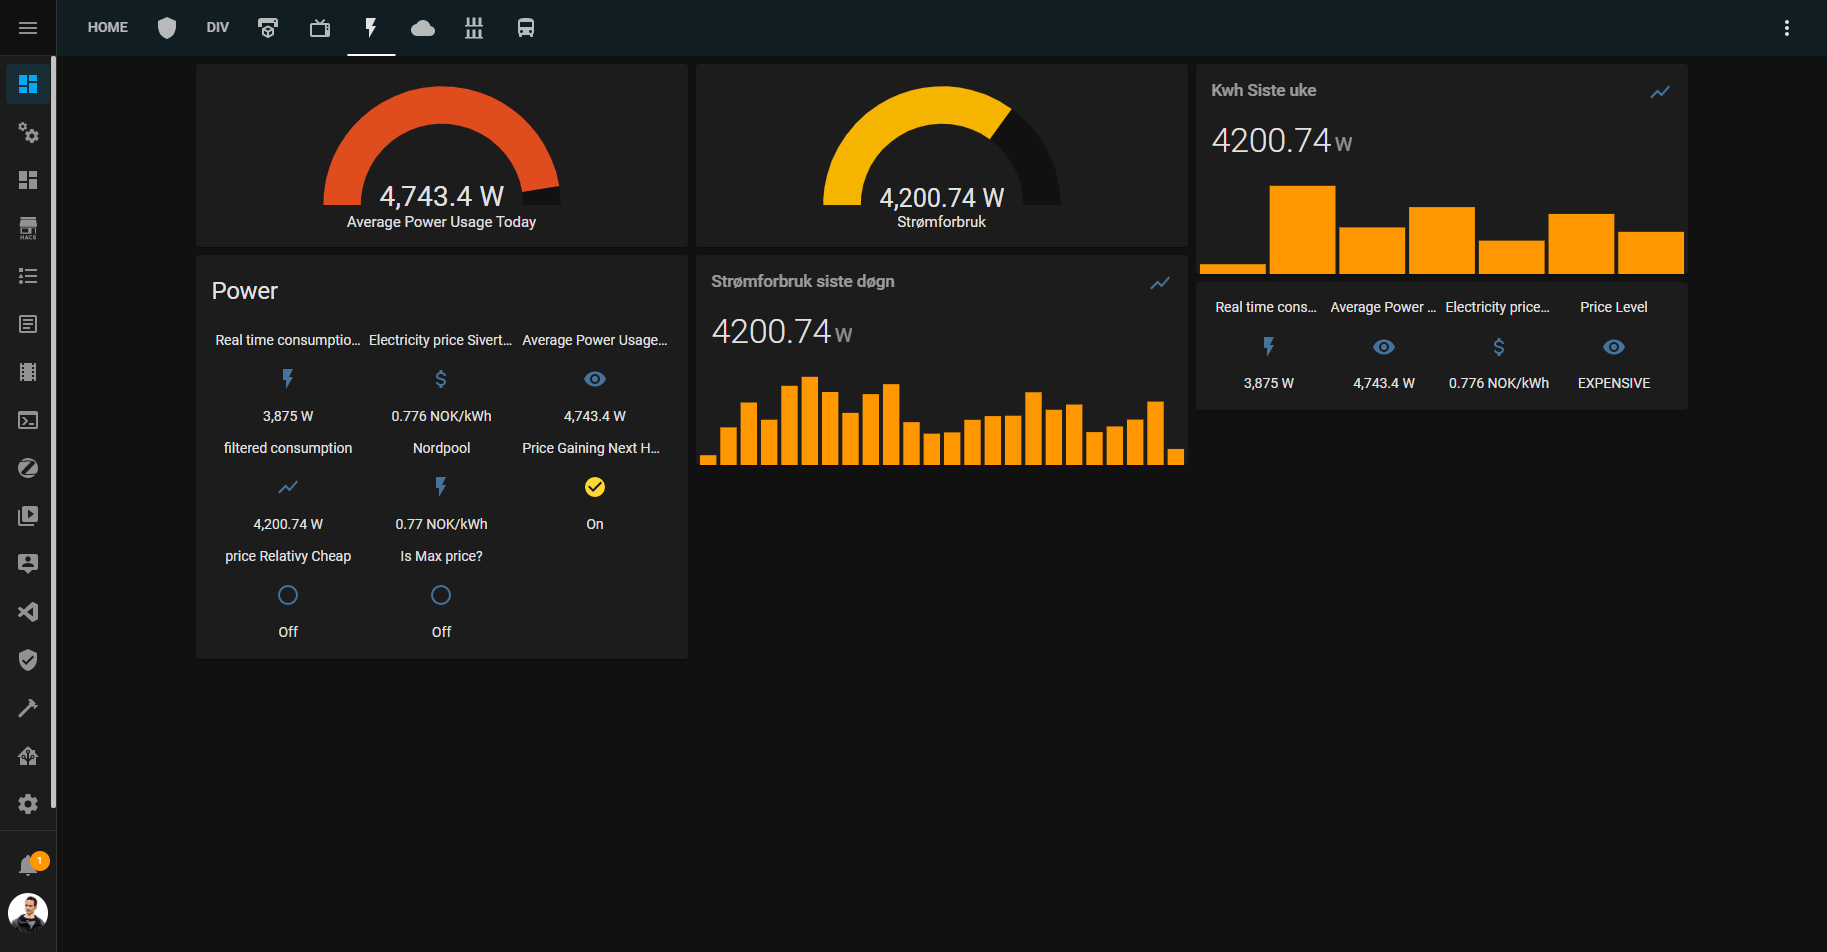 HOME
DIV
HACS
1
4,743.4 W
Average Power Usage Today
4,200.74 W
Strømforbruk
Kwh Siste uke
4200.74 W
Power
Real time consumptio... Electricity price Sivert... Average Power Usage...
3,875 W 0.776 NOK/kWh 4,743.4 W
filtered consumption Nordpool Price Gaining Next H...
4,200.74 W 0.77 NOK/kWh On
price Relativy Cheap Is Max price?
Off Off
Strømforbruk siste døgn
4200.74 W
Real time cons... Average Power ... Electricity price... Price Level
3,875 W 4,743.4 W 0.776 NOK/kWh EXPENSIVE